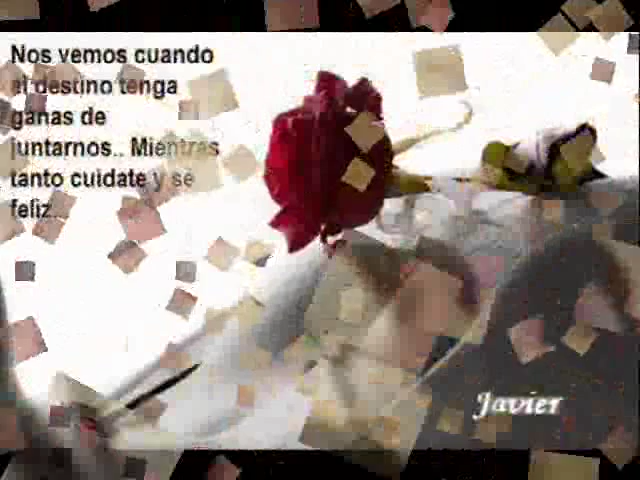 Nos vemos cuando
el destino tenga
ganas de
juntarnos.. Mientras
tanto cuidate y se
feliz...
Javier